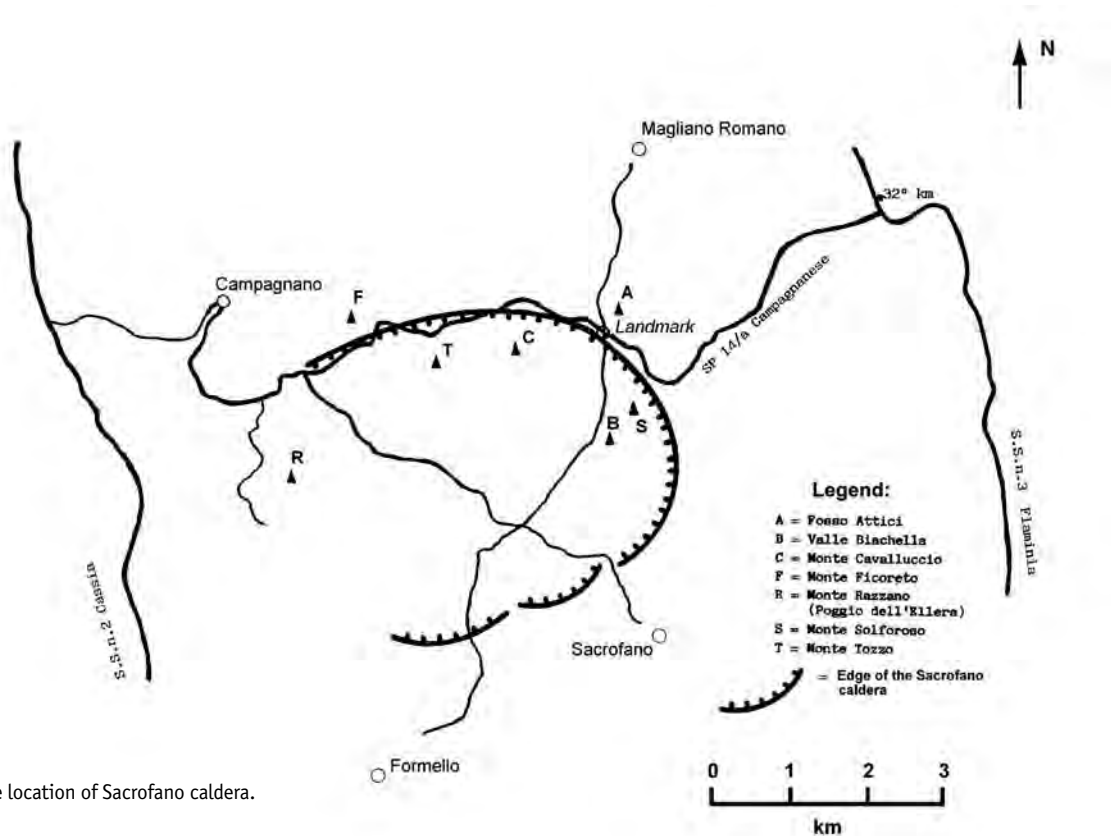 N
Magliano Romano
32° km
Campagnano
F
A
Landmark
SP 14/a Campagnanese
T
C
B
S
R
S.S.n.2 Cassia
S.S.n.3 Flaminia
Legend:
A = Fosso Attici
B = Valle Biachella
C = Monte Cavalluccio
F = Monte Ficoreto
R = Monte Razzano
(Poggio dell'Ellera)
S = Monte Solforoso
T = Monte Tozzo
= Edge of the Sacrofano
caldera
Sacrofano
Formello
0 1 2 3
km
e location of Sacrofano caldera.